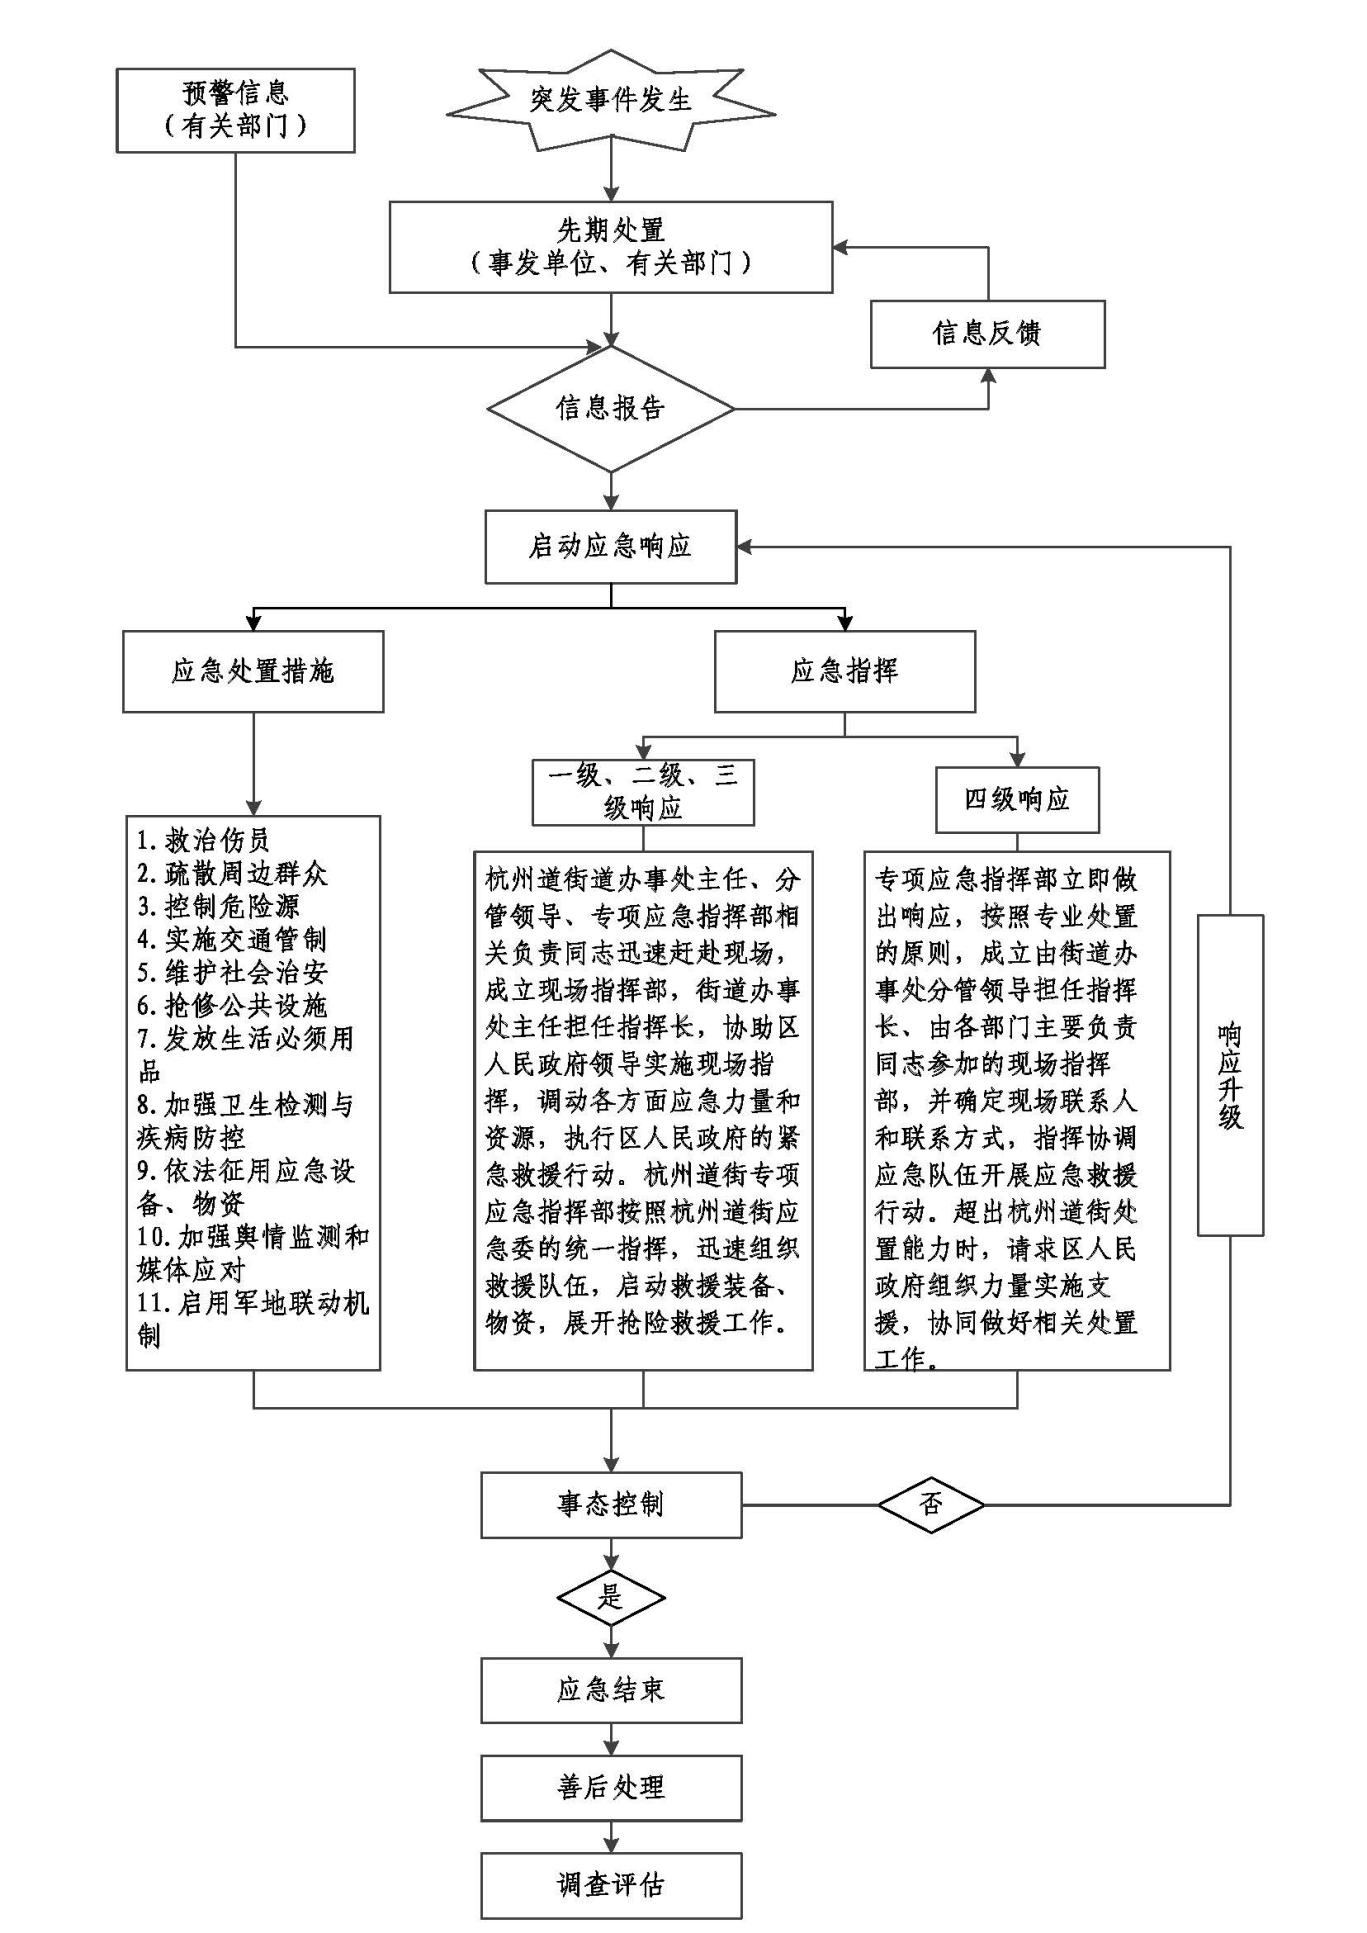 预警信息
（有关部门）
突发事件发生
先期处置
（事发单位、有关部门）
信息反馈
信息报告
启动应急响应
应急处置措施
应急指挥
一级、二级、三
级响应
四级响应
1.救治伤员
2.疏散周边群众
3.控制危险源
4.实施交通管制
5.维护社会治安
6.抢修公共设施
7.发放生活必须用
品
8.加强卫生检测与
疾病防控
9.依法征用应急设
备、物资
10.加强舆情监测和
媒体应对
11.启用军地联动机
制
杭州道街道办事处主任、分
管领导、专项应急指挥部相
关负责同志迅速赶赴现场，
成立现场指挥部，街道办事
处主任担任指挥长，协助区
人民政府领导实施现场指
挥，调动各方面应急力量和
资源，执行区人民政府的紧
急救援行动。杭州道街专项
应急指挥部按照杭州道街应
急委的统一指挥，迅速组织
救援队伍，启动救援装备、
物资，展开抢险救援工作。
专项应急指挥部立即做
出响应，按照专业处置
的原则，成立由街道办
事处分管领导担任指挥
长、由各部门主要负责
同志参加的现场指挥
部，并确定现场联系人
和联系方式，指挥协调
应急队伍开展应急救援
行动。超出杭州道街处
置能力时，请求区人民
政府组织力量实施支
援，协同做好相关处置
工作。
响应升级
事态控制
否
是
应急结束
善后处理
调查评估